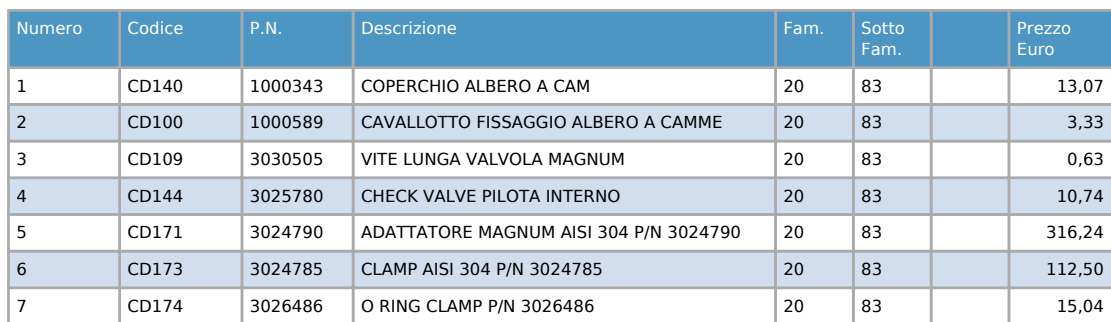 Numero Codice P.N. Descrizione Fam. Sotto Fam. Prezzo Euro
1 CD140 1000343 COPERCHIO ALBERO A CAM 20 83 13,07
2 CD100 1000589 CAVALLOTTO FISSAGGIO ALBERO A CAMME 20 83 3,33
3 CD109 3030505 VITE LUNGA VALVOLA MAGNUM 20 83 0,63
4 CD144 3025780 CHECK VALVE PILOTA INTERNO 20 83 10,74
5 CD171 3024790 ADATTATORE MAGNUM AISI 304 P/N 3024790 20 83 316,24
6 CD173 3024785 CLAMP AISI 304 P/N 3024785 20 83 112,50
7 CD174 3026486 O RING CLAMP P/N 3026486 20 83 15,04